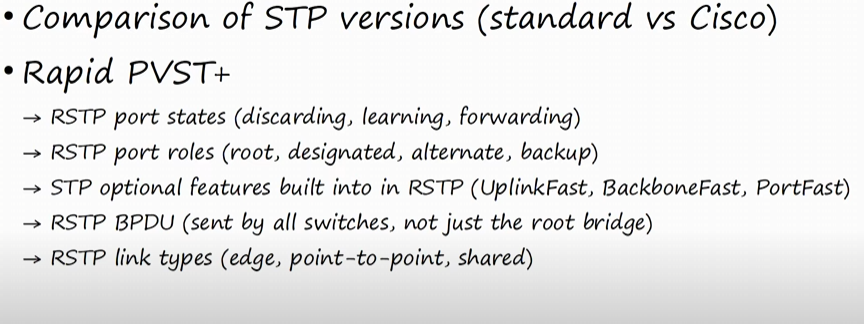 • Comparison of STP versions (standard vs Cisco)
• Rapid PVST+
→ RSTP port states (discarding, learning, forwarding)
→ RSTP port roles (root, designated, alternate, backup)
→ STP optional features built into in RSTP (UplinkFast, BackboneFast, PortFast)
→ RSTP BPDU (sent by all switches, not just the root bridge)
→ RSTP link types (edge, point-to-point, shared)